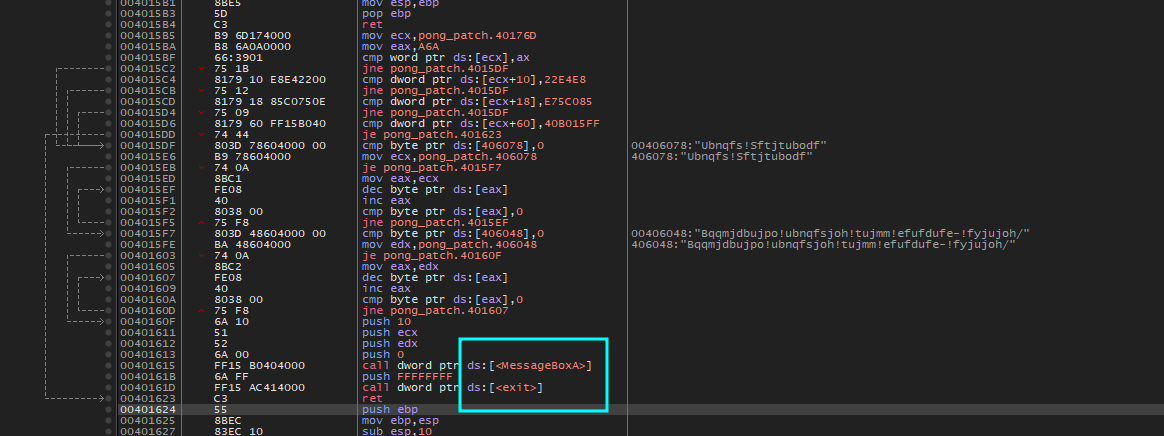 004015B1 8BE5 mov esp,ebp
004015B3 5D pop ebp
004015B4 C3 ret
004015B5 B9 6D174000 mov ecx,pong_patch.40176D
004015BA B8 6A0A0000 mov eax,A6A
004015BF 66:3901 cmp word ptr ds:[ecx],ax
004015C2 75 1B jne pong_patch.4015DF
004015C4 8179 10 E8E42200 cmp dword ptr ds:[ecx+10],22E4E8
004015CB 75 12 jne pong_patch.4015DF
004015CD 8179 18 85C0750E cmp dword ptr ds:[ecx+18],E75C085
004015D4 75 09 jne pong_patch.4015DF
004015D6 8179 60 FF15B040 cmp dword ptr ds:[ecx+60],40B015FF
004015DD 74 44 je pong_patch.401623
004015DF 803D 78604000 00 cmp byte ptr ds:[406078],0 00406078:"Ubnqfs!Sftjtubodf"
004015E6 B9 78604000 mov ecx,pong_patch.406078 406078:"Ubnqfs!Sftjtubodf"
004015EB 74 0A je pong_patch.4015F7
004015ED 8BC1 mov eax,ecx
004015EF FE08 dec byte ptr ds:[eax]
004015F1 40 inc eax
004015F2 8038 00 cmp byte ptr ds:[eax],0
004015F5 75 F8 jne pong_patch.4015EF
004015F7 803D 48604000 00 cmp byte ptr ds:[406048],0 00406048:"Bqqmjdbujpo!ubnqfsjoh!tujmm!efufdufe-!fyjujoh/"
004015FE BA 48604000 mov edx,pong_patch.406048 406048:"Bqqmjdbujpo!ubnqfsjoh!tujmm!efufdufe-!fyjujoh/"
00401603 74 0A je pong_patch.40160F
00401605 8BC2 mov eax,edx
00401607 FE08 dec byte ptr ds:[eax]
00401609 40 inc eax
0040160A 8038 00 cmp byte ptr ds:[eax],0
0040160D 75 F8 jne pong_patch.401607
0040160F 6A 10 push 10
00401611 51 push ecx
00401612 52 push edx
00401613 6A 00 push 0
00401615 FF15 B0404000 call dword ptr ds:[<MessageBoxA>]
0040161B 6A FF push FFFFFFFF
0040161D FF15 AC414000 call dword ptr ds:[<exit>]
00401623 C3 ret
00401624 55 push ebp
00401625 8BEC mov ebp,esp
00401627 83EC 10 sub esp,10